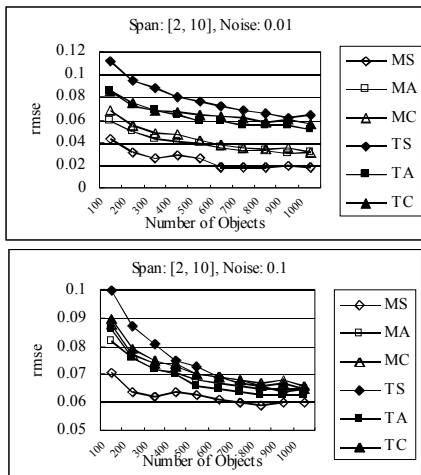 Span: [2, 10], Noise: 0.01
0.12
0.1
0.08
0.06
0.04
0.02
0
rmse
100
200
300
400
500
600
700
800
900
1000
Number of Objects
MS
MA
MC
TS
TA
TC
Span: [2, 10], Noise: 0.1
0.1
0.09
0.08
0.07
0.06
0.05
rmse
100
200
300
400
500
600
700
800
900
1000
Number of Objects
MS
MA
MC
TS
TA
TC